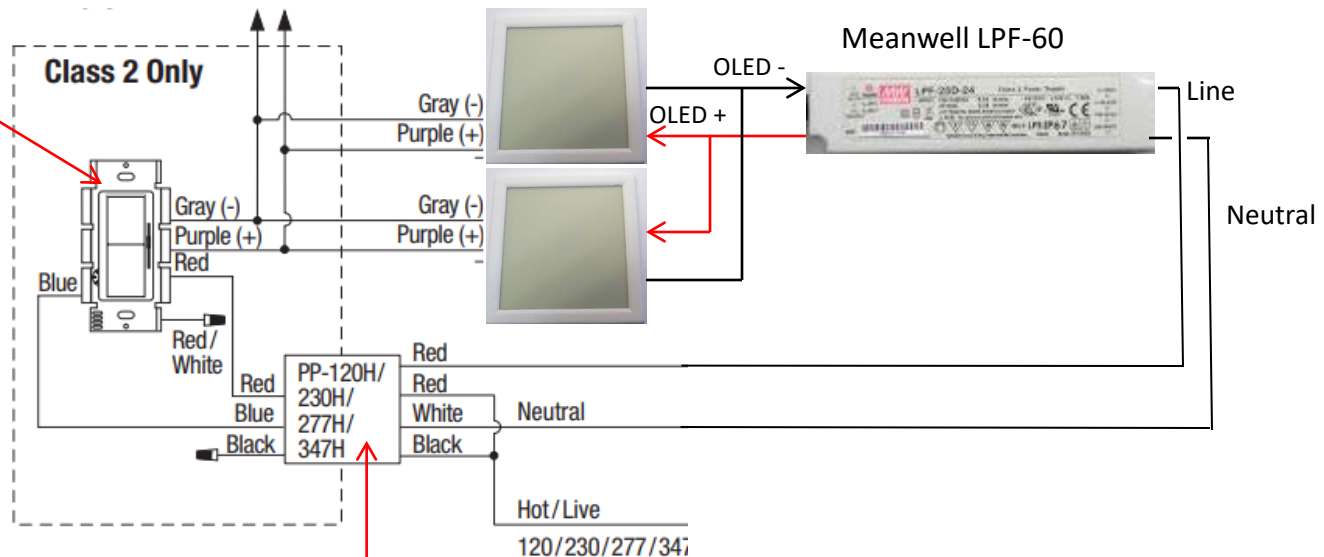 Class 2 Only
Meanwell LPF-60
OLED -
OLED +
Line
Neutral
Gray (-)
Purple (+)
Gray (-)
Purple (+)
Gray (-)
Purple (+)
Red
Blue
Red/
White
Red
Blue
Black
PP-120H/
230H/
277H/
347H
Red
Red
White
Black
Neutral
Hot/Live
120/230/277/347